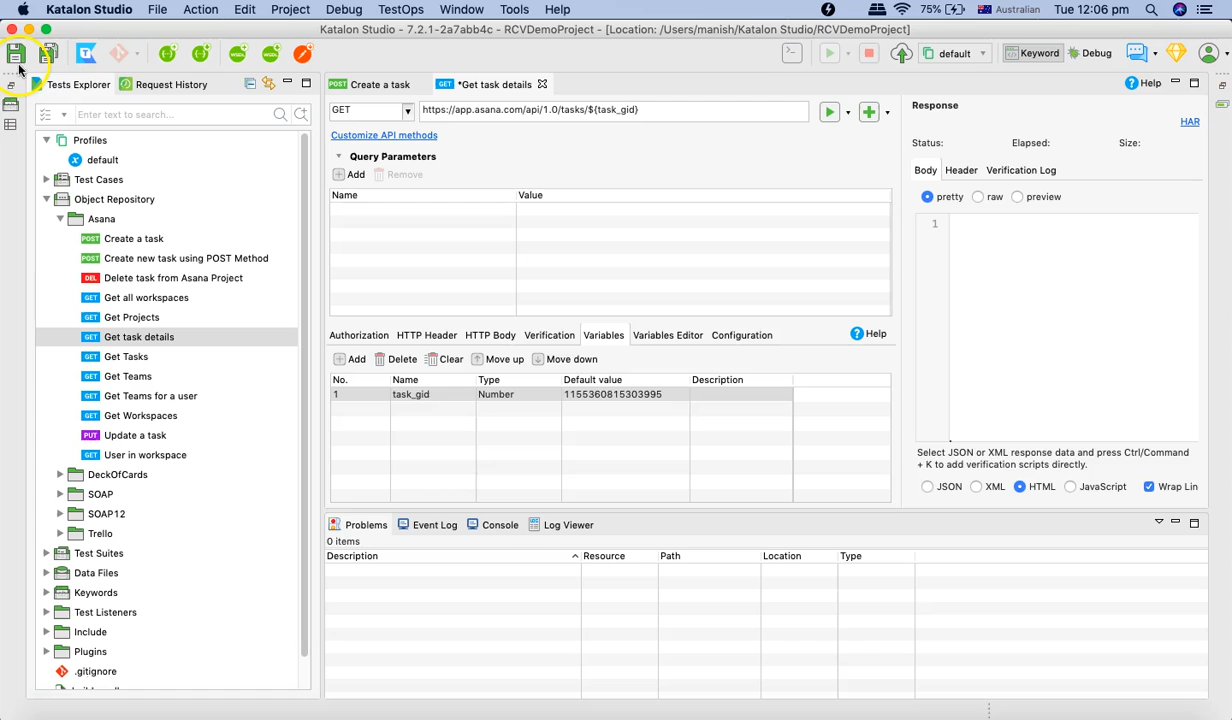 Katalon Studio File Action Edit Project Debug TestOps Window Tools Help 75% Australian Tue 12:06 pm
Katalon Studio - 7.2.1-2a7abb4c - RCVDemoProject - [Location: /Users/manish/Katalon Studio/RCVDemoProject]
default Keyword Debug
Tests Explorer Request History
Enter text to search...
Profiles
default
Test Cases
Object Repository
Asana
POST Create a task
POST Create new task using POST Method
DEL Delete task from Asana Project
GET Get all workspaces
GET Get Projects
GET Get task details
GET Get Tasks
GET Get Teams
GET Get Teams for a user
GET Get Workspaces
PUT Update a task
GET User in workspace
DeckOfCards
SOAP
SOAP12
Trello
Test Suites
Data Files
Keywords
Test Listeners
Include
Plugins
.gitignore
POST Create a task GET *Get task details Help
GET https://app.asana.com/api/1.0/tasks/${task_gid}
Customize API methods
Query Parameters
Add Remove
Name Value
Authorization HTTP Header HTTP Body Verification Variables Variables Editor Configuration Help
Add Delete Clear Move up Move down
No. Name Type Default value Description
1 task_gid Number 1155360815303995
Response
HAR
Status: Elapsed: Size:
Body Header Verification Log
pretty raw preview
1
Select JSON or XML response data and press Ctrl/Command
+ K to add verification scripts directly.
JSON XML HTML JavaScript Wrap Lin
Problems Event Log Console Log Viewer
0 items
Description Resource Path Location Type